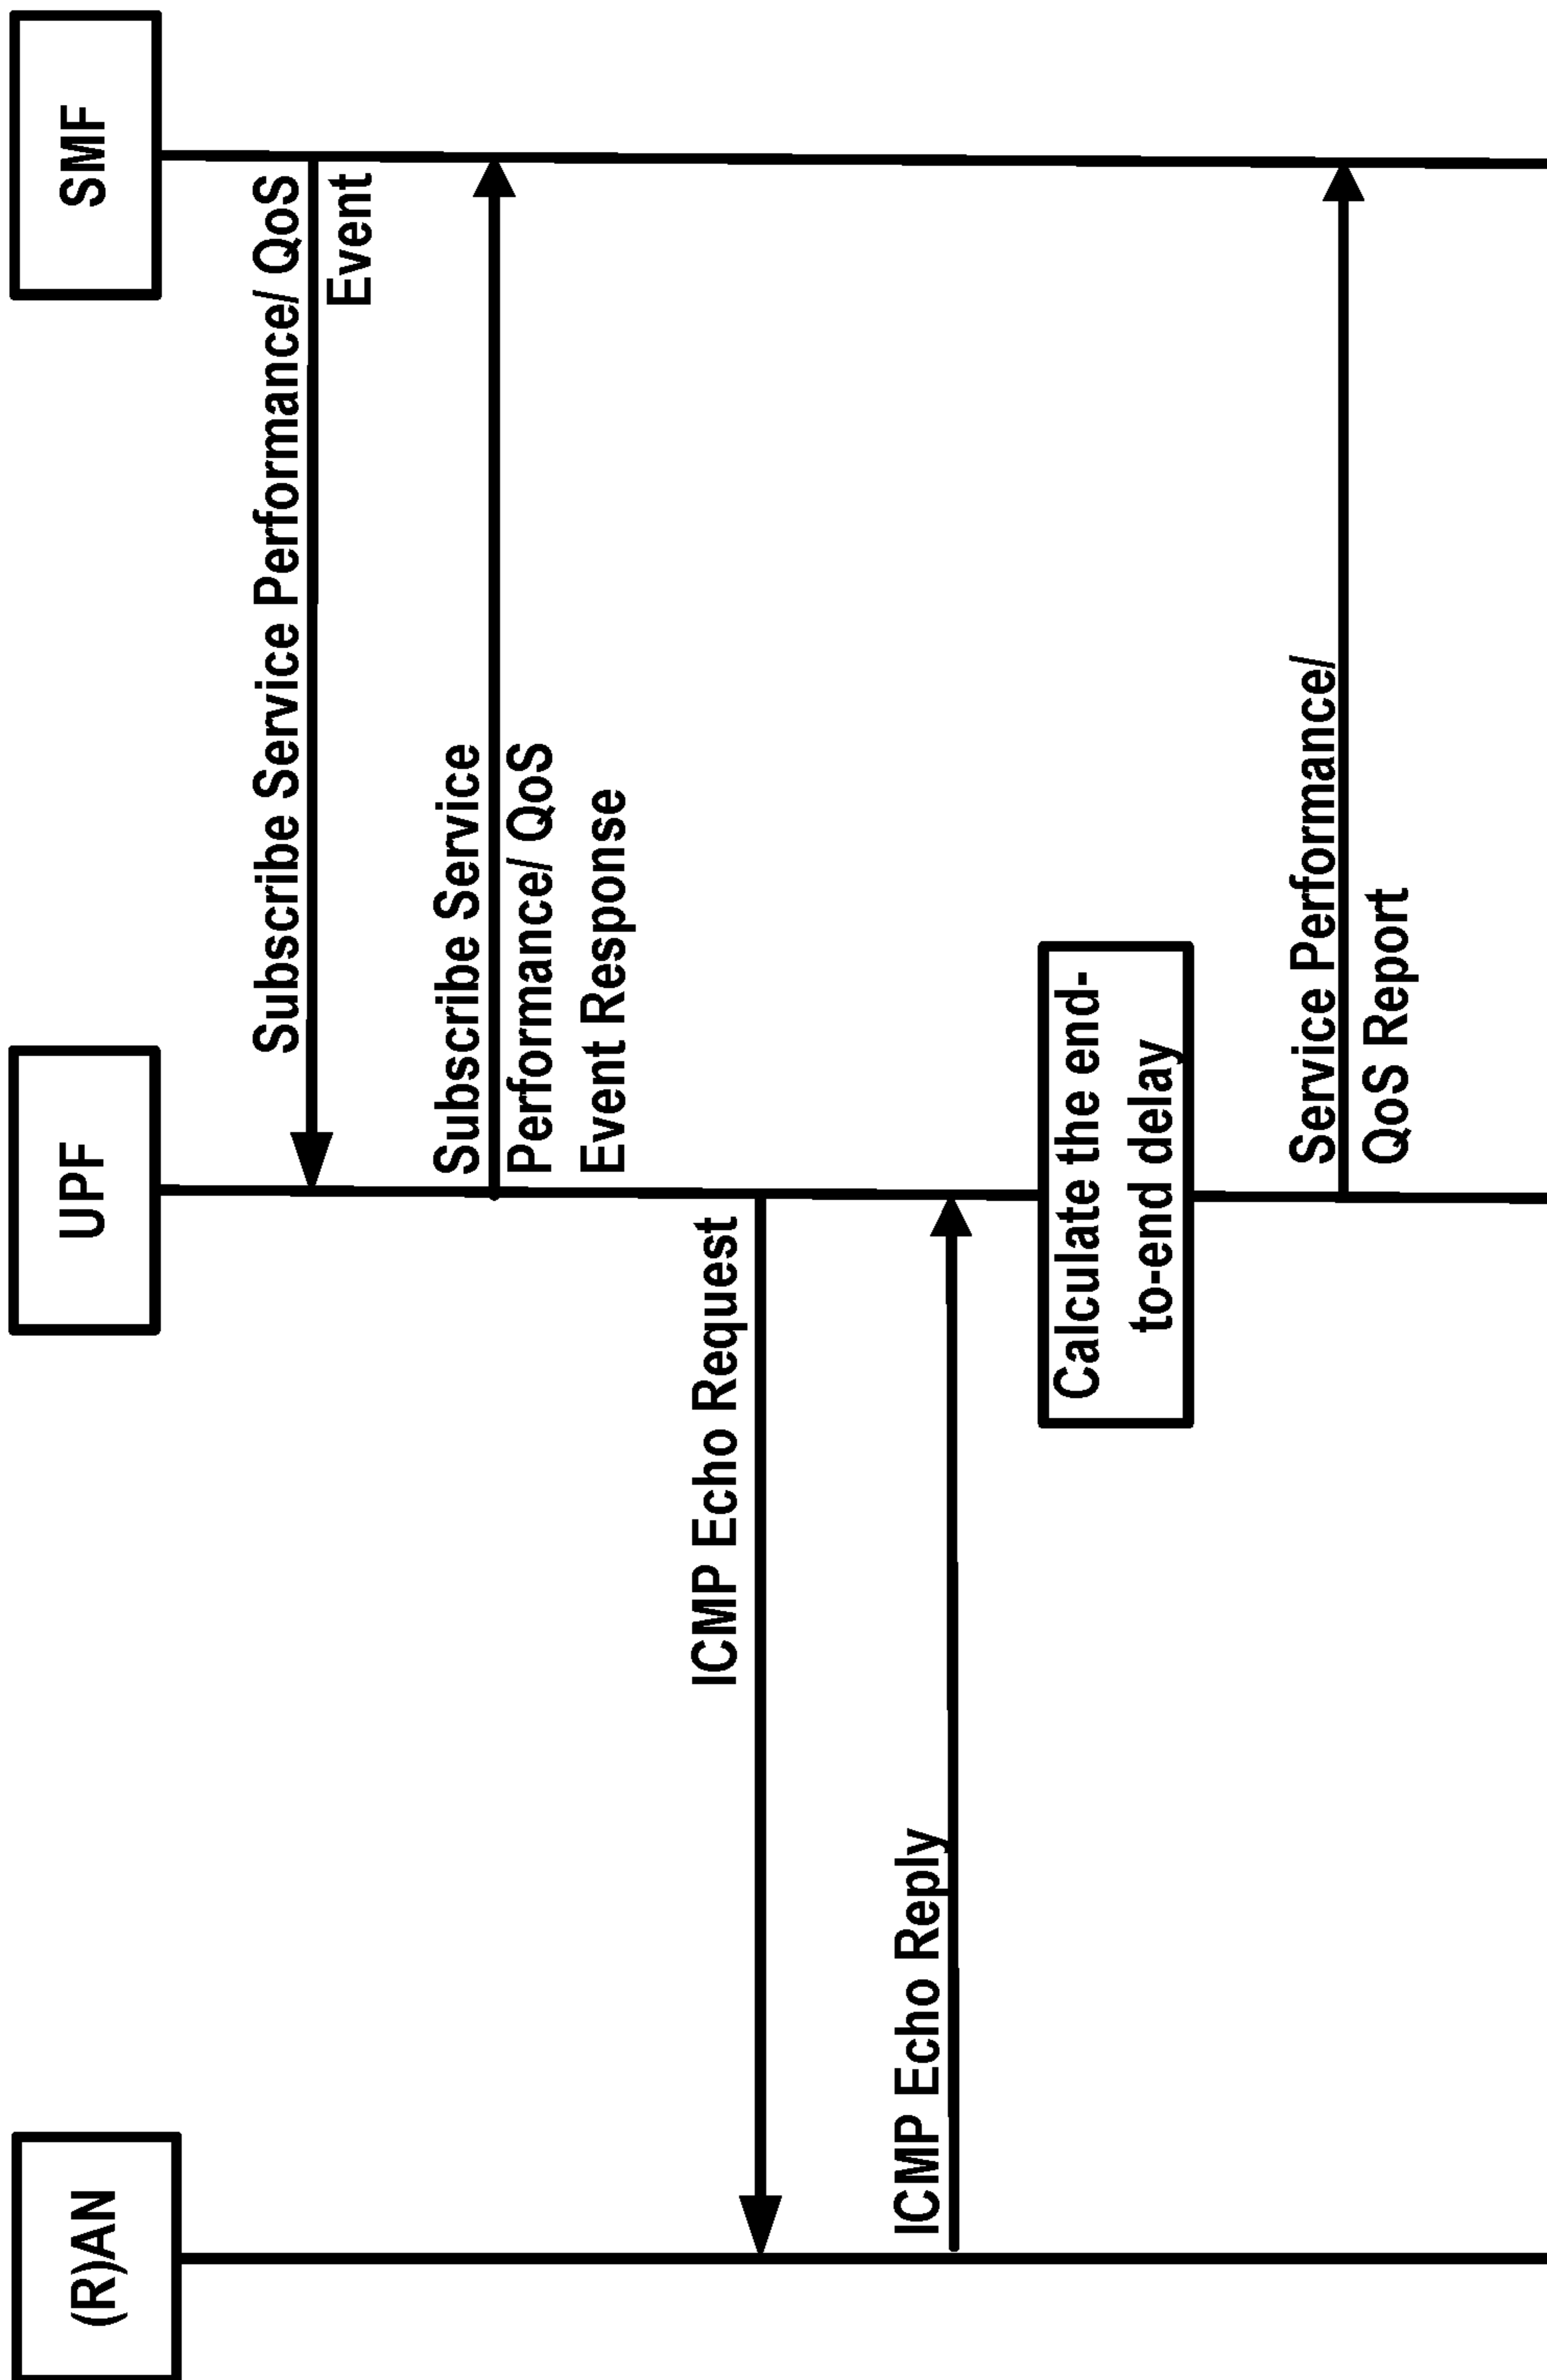 (R)AN
UPF
SMF
Subscribe Service Performance/ QoS
Event
Subscribe Service
Performance/ QoS
Event Response
ICMP Echo Request
ICMP Echo Reply
Calculate the end-
to-end delay
Service Performance/
QoS Report